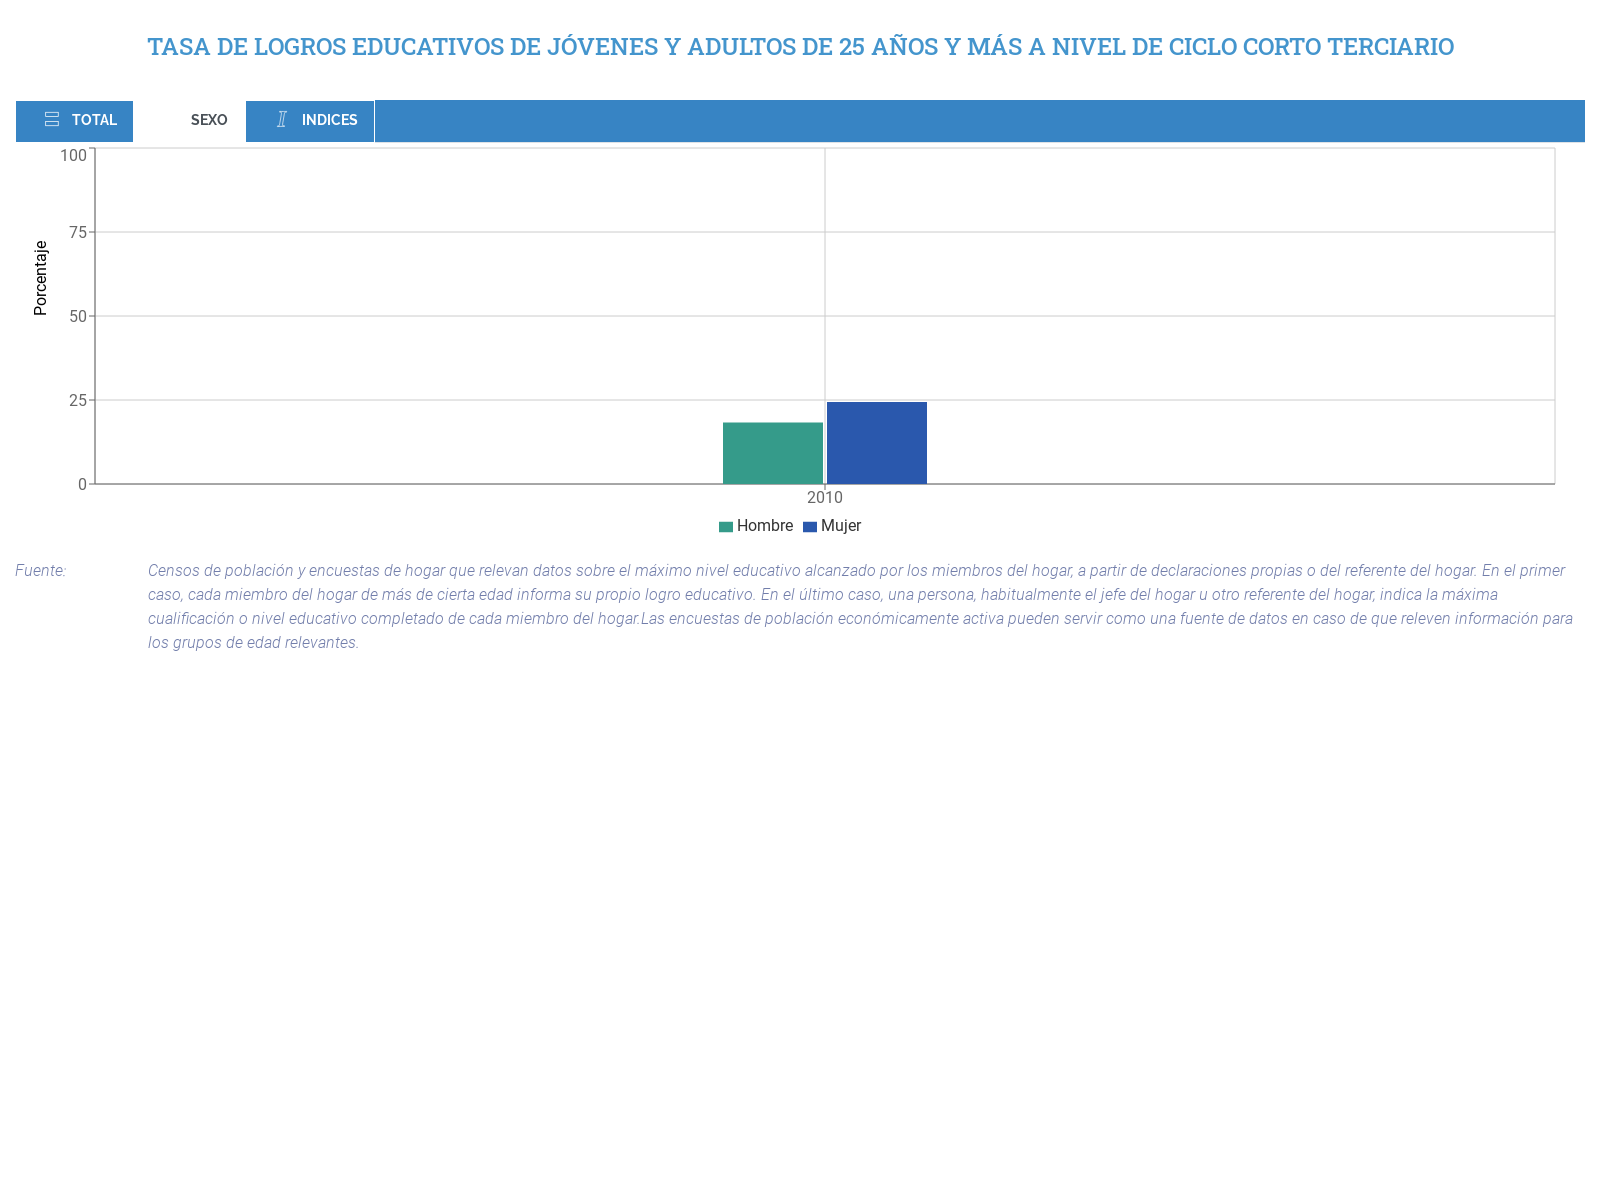 TASA DE LOGROS EDUCATIVOS DE JÓVENES Y ADULTOS DE 25 AÑOS Y MÁS A NIVEL DE CICLO CORTO TERCIARIO
TOTAL
SEXO
INDICES
100
75
50
25
0
Porcentaje
2010
Hombre
Mujer
Fuente:
Censos de población y encuestas de hogar que relevan datos sobre el máximo nivel educativo alcanzado por los miembros del hogar, a partir de declaraciones propias o del referente del hogar. En el primer
caso, cada miembro del hogar de más de cierta edad informa su propio logro educativo. En el último caso, una persona, habitualmente el jefe del hogar u otro referente del hogar, indica la máxima
cualificación o nivel educativo completado de cada miembro del hogar.Las encuestas de población económicamente activa pueden servir como una fuente de datos en caso de que releven información para
los grupos de edad relevantes.